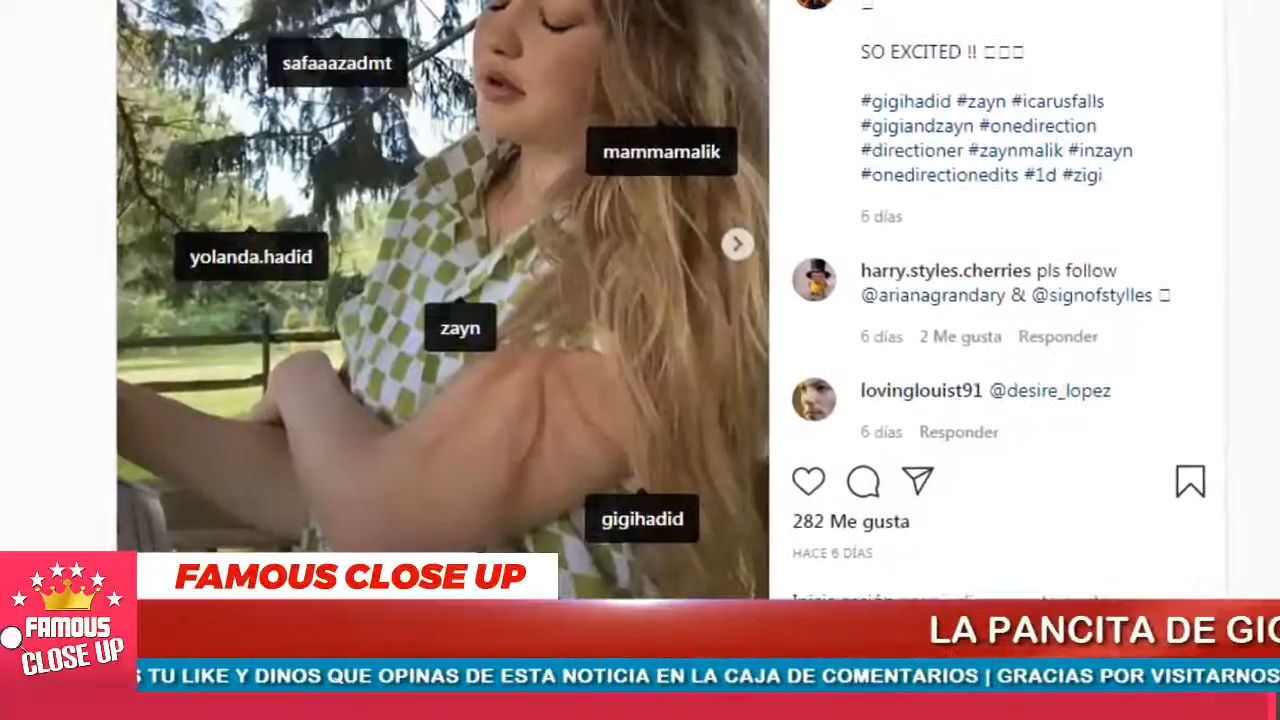 safaaazadmt
mammamalik
yolanda.hadid
zayn
gigihadid
SO EXCITED !!
#gigihadid #zayn #icarusfalls
#gigiandzayn #onedirection
#directioner #zaynmalik #inzayn
#onedirectionedits #1d #zigi
6 días
harry.styles.cherries pls follow
@arianagrandary & @signofstylles
6 días 2 Me gusta Responder
lovinglouist91 @desire_lopez
6 días Responder
282 Me gusta
HACE 6 DÍAS
FAMOUS CLOSE UP
FAMOUS
CLOSE UP
LA PANCITA DE GIG
S TU LIKE Y DINOS QUE OPINAS DE ESTA NOTICIA EN LA CAJA DE COMENTARIOS | GRACIAS POR VISITARNOS